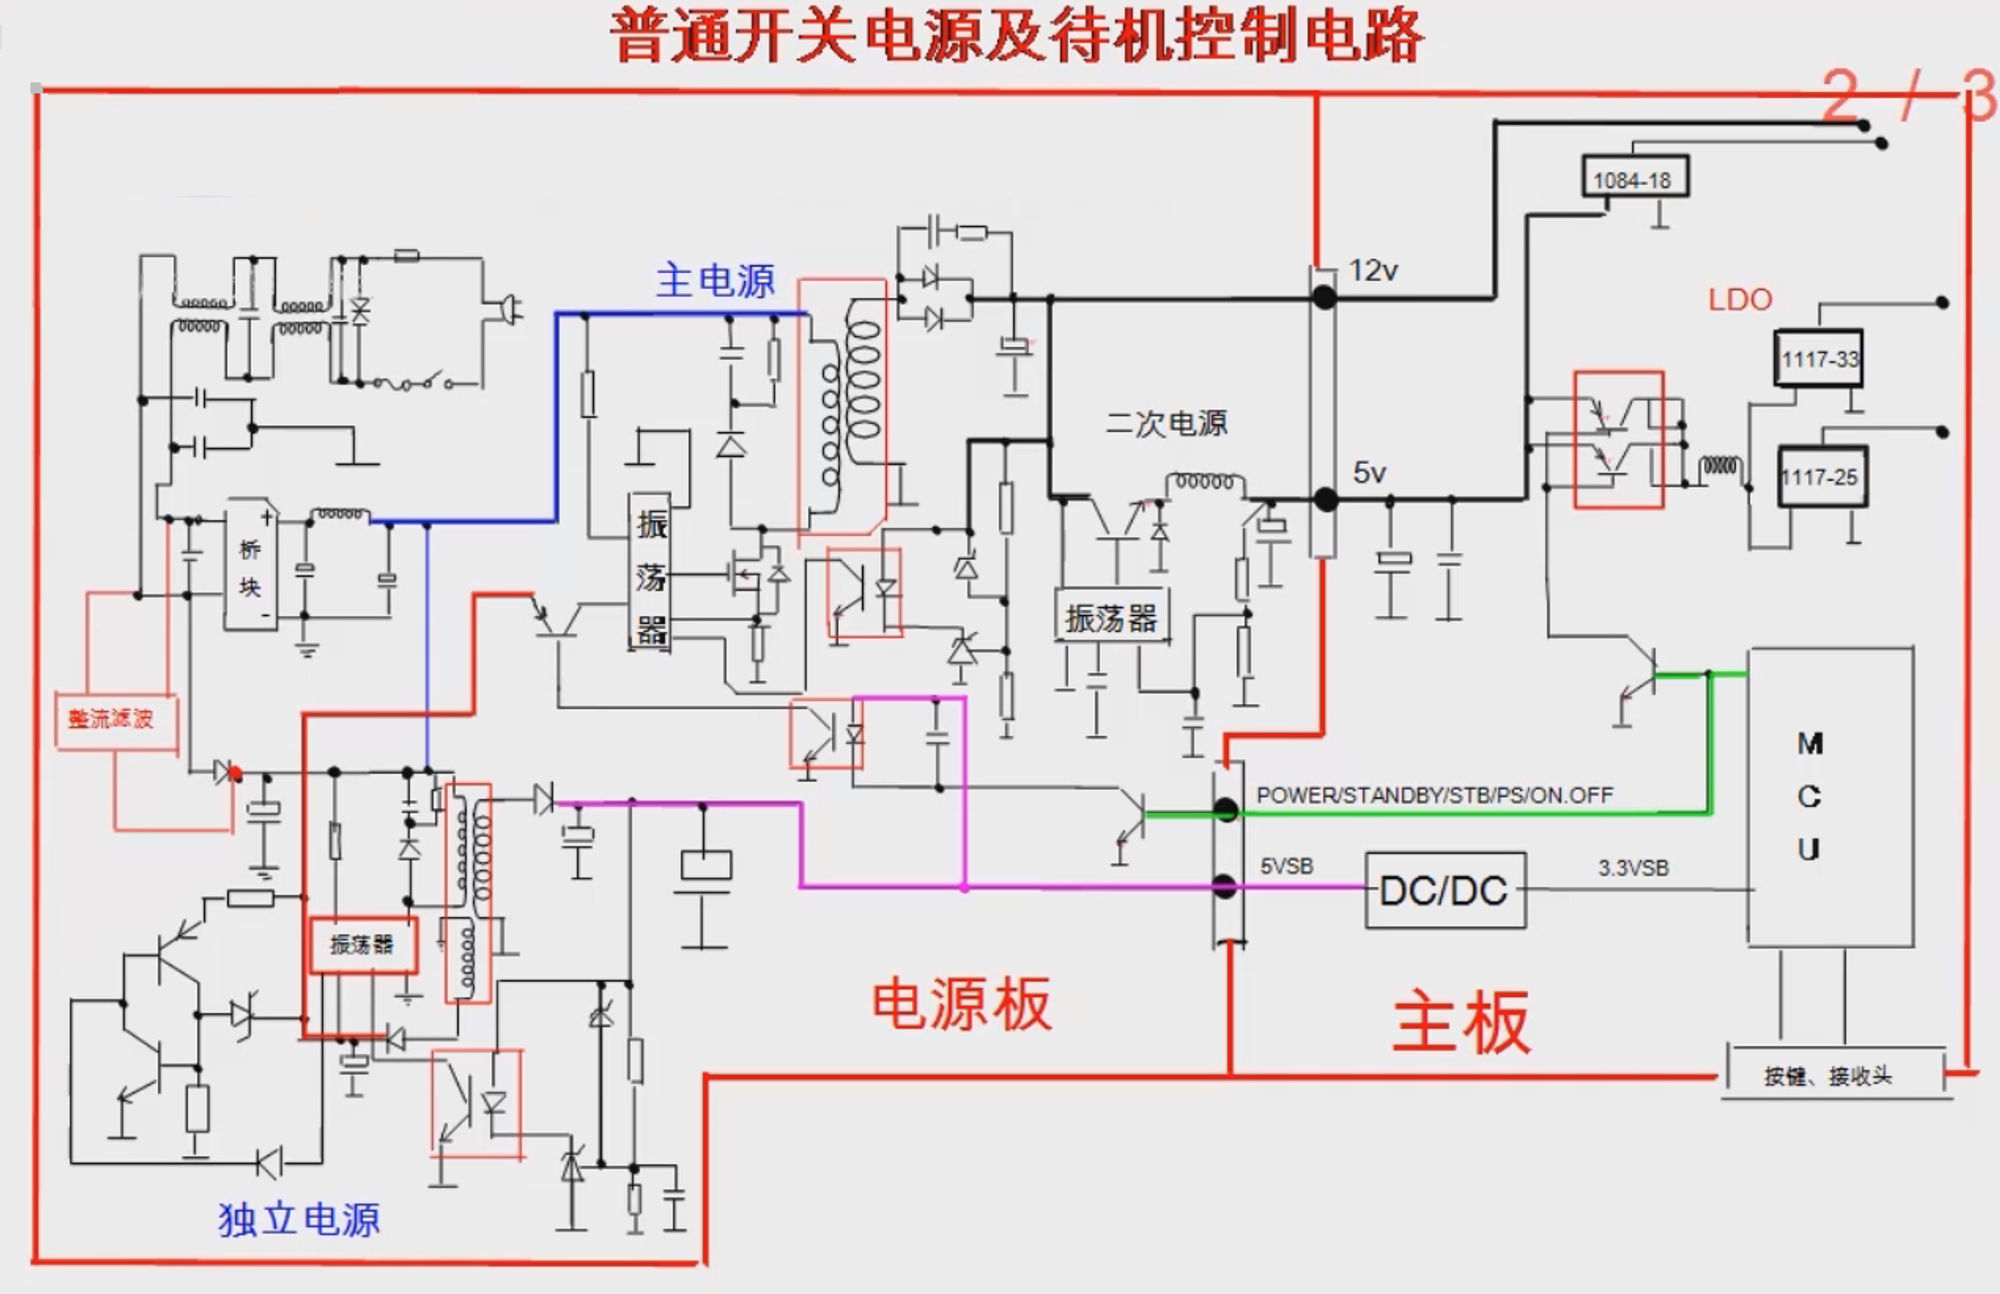 普通开关电源及待机控制电路
2 / 3
1084-18
12v
主电源
LDO
1117-33
二次电源
5v
1117-25
桥
块
+
-
振
荡
器
振荡器
整流滤波
M
C
U
POWER/STANDBY/STB/PS/ON.OFF
5VSB
DC/DC
3.3VSB
振荡器
电源板
主板
按键、接收头
独立电源